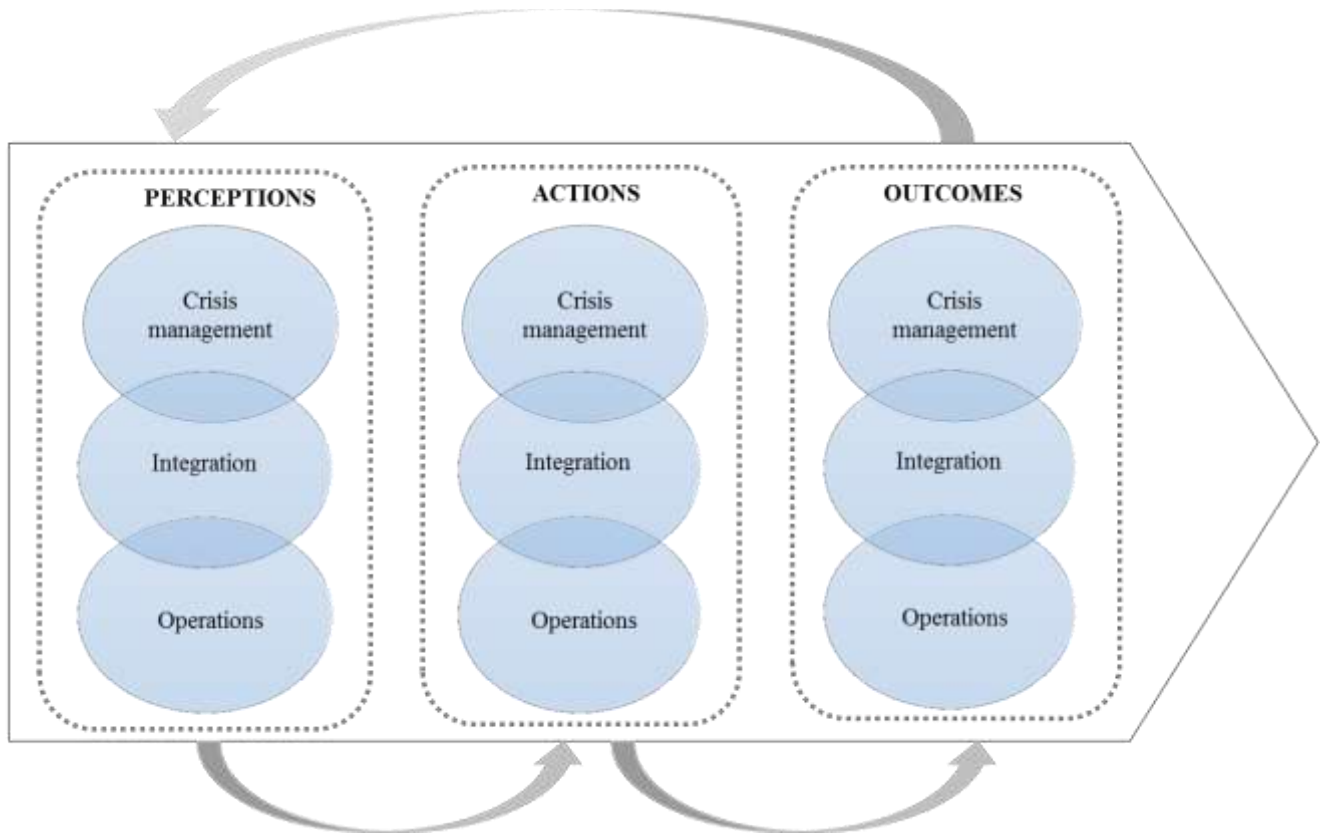 PERCEPTIONS
Crisis
management
Integration
Operations
ACTIONS
Crisis
management
Integration
Operations
OUTCOMES
Crisis
management
Integration
Operations